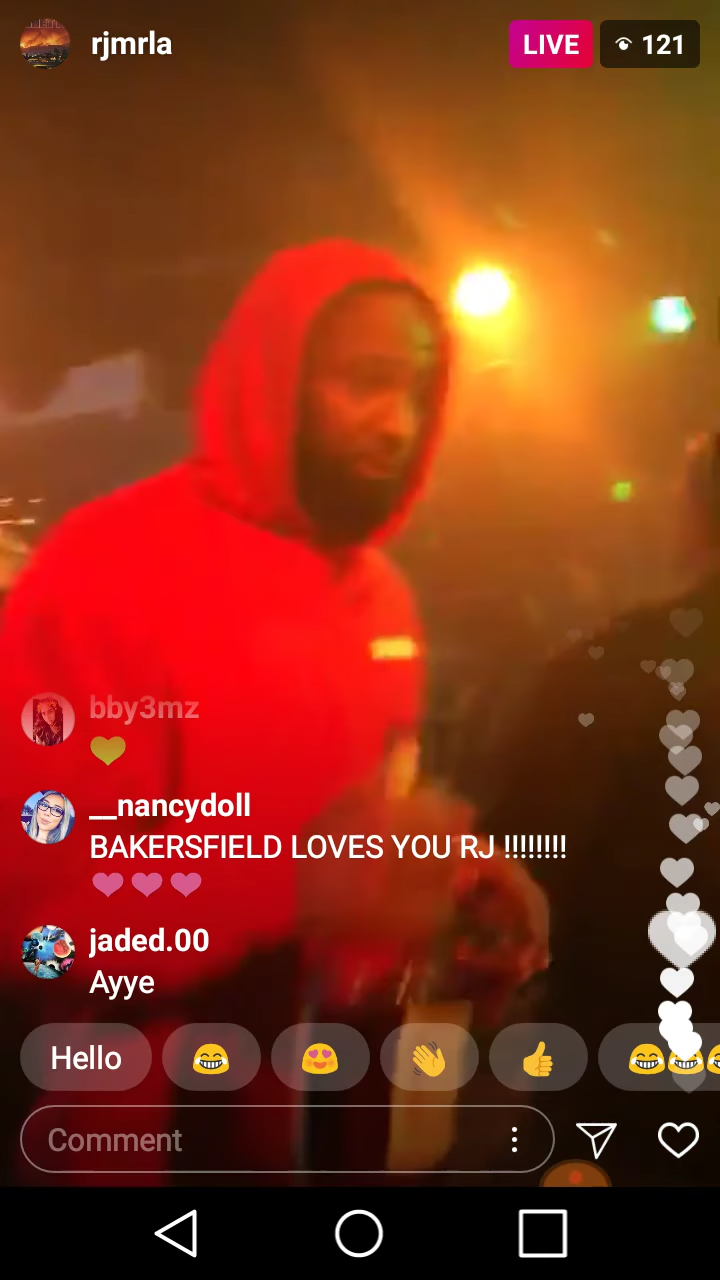 rjmrla
LIVE
121
bby3mz
💛
__nancydoll
BAKERSFIELD LOVES YOU RJ !!!!!!!!
💗💗💗
jaded.00
Ayye
Hello 😂 😍 👋 👍 😂😂😂
Comment